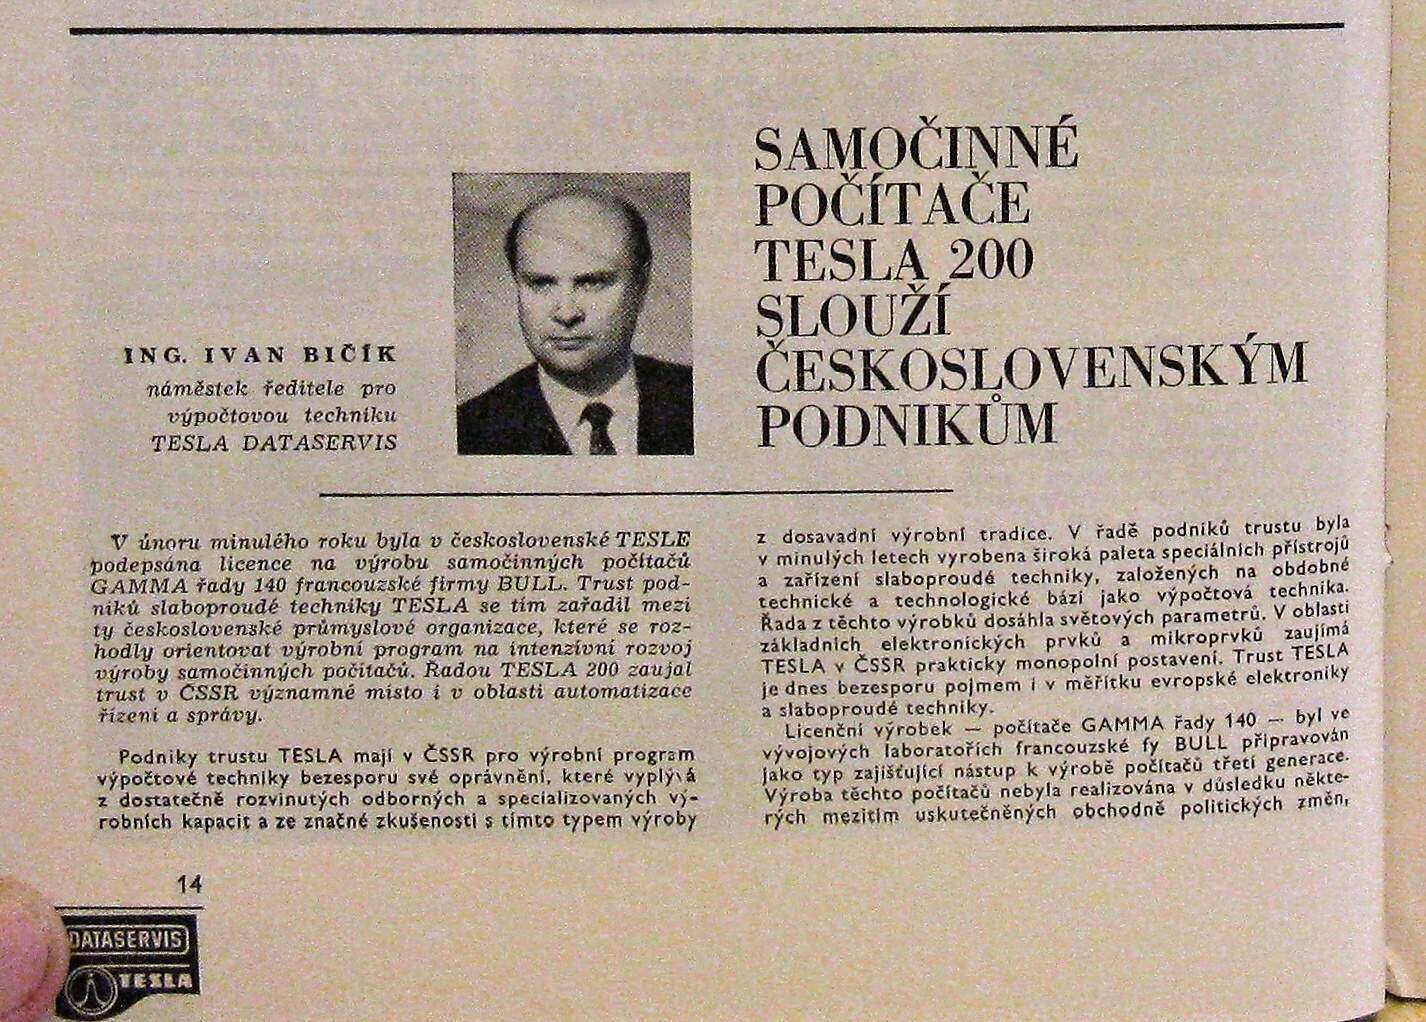 SAMOČINNÉ
POČÍTAČE
TESLA 200
SLOUŽÍ
ČESKOSLOVENSKÝM
PODNIKŮM
ING. IVAN BIČÍK
náměstek ředitele pro
výpočtovou techniku
TESLA DATASERVIS
V únoru minulého roku byla v československé TESLE
podepsána licence na výrobu samočinných počítačů
GAMMA řady 140 francouzské firmy BULL. Trust pod-
niků slaboproudé techniky TESLA se tím zařadil mezi
ty československé průmyslové organizace, které se roz-
hodly orientovat výrobní program na intenzívní rozvoj
výroby samočinných počítačů. Řadou TESLA 200 zaujal
trust v ČSSR významné místo i v oblasti automatizace
řízení a správy.
Podniky trustu TESLA mají v ČSSR pro výrobní program
výpočtové techniky bezesporu své oprávnění, které vyplývá
z dostatečně rozvinutých odborných a specializovaných vý-
robních kapacit a ze značné zkušenosti s tímto typem výroby
z dosavadní výrobní tradice. V řadě podniků trustu byla
v minulých letech vyrobena široká paleta speciálních přístrojů
a zařízení slaboproudé techniky, založených na obdobné
technické a technologické bázi jako výpočtová technika.
Řada z těchto výrobků dosáhla světových parametrů. V oblasti
základních elektronických prvků a mikroprvků zaujímá
TESLA v ČSSR prakticky monopolní postavení. Trust TESLA
je dnes bezesporu pojmem i v měřítku evropské elektroniky
a slaboproudé techniky.
Licenční výrobek — počítače GAMMA řady 140 — byl ve
vývojových laboratořích francouzské fy BULL připravován
jako typ zajišťující nástup k výrobě počítačů třetí generace.
Výroba těchto počítačů nebyla realizována v důsledku někte-
rých mezitím uskutečněných obchodně politických změn,
14
DATASERVIS
TESLA